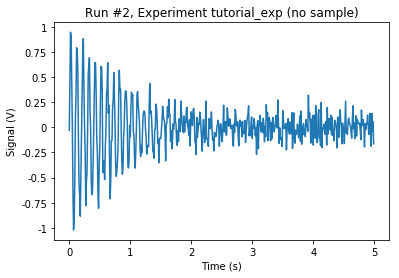 Run #2, Experiment tutorial_exp (no sample)
1
0.75
0.50
0.25
0
-0.25
-0.5
-0.75
-1
Signal (V)
0 1 2 3 4 5
Time (s)